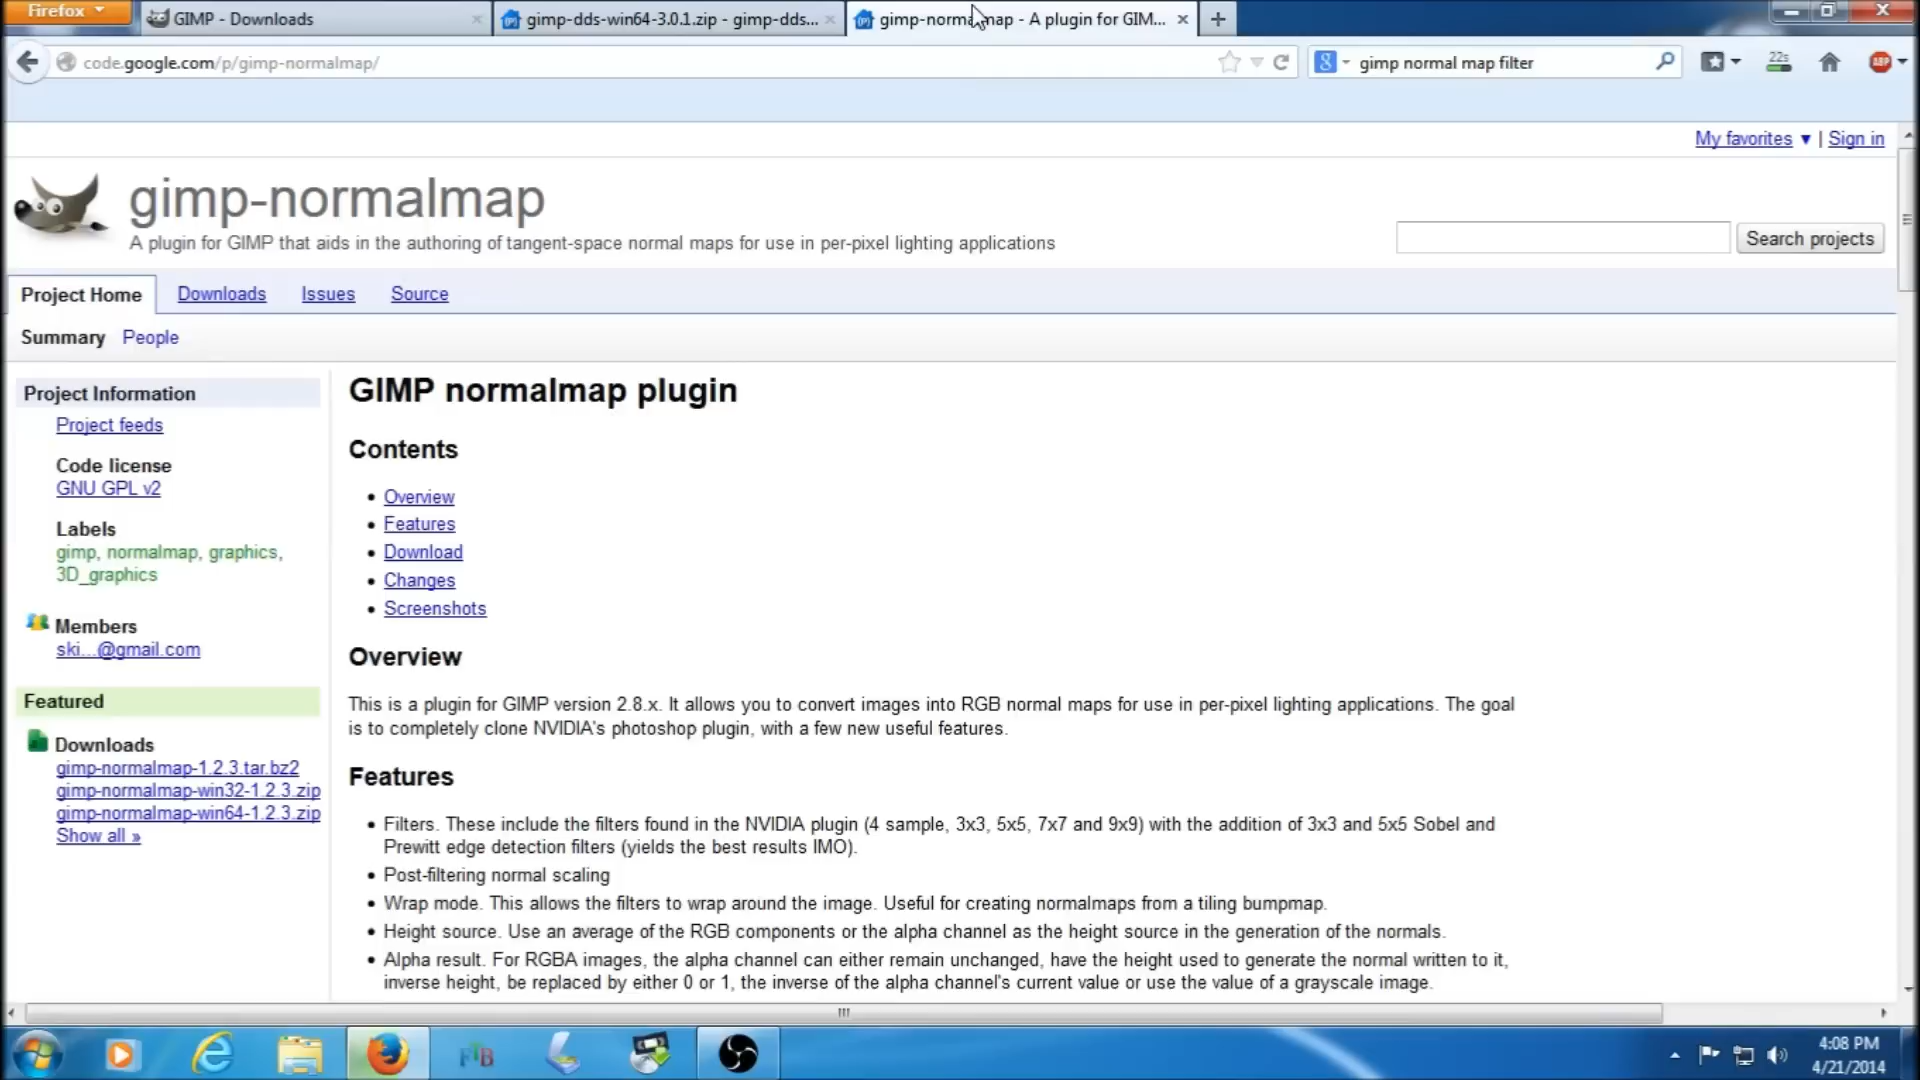 Firefox
GIMP - Downloads
gimp-dds-win64-3.0.1.zip - gimp-dds...
gimp-normalmap - A plugin for GIM...
code.google.com/p/gimp-normalmap/
gimp normal map filter
22s
ABP
My favorites ▼ | Sign in
gimp-normalmap
A plugin for GIMP that aids in the authoring of tangent-space normal maps for use in per-pixel lighting applications
Search projects
Project Home
Downloads
Issues
Source
Summary
People
Project Information
Project feeds
Code license
GNU GPL v2
Labels
gimp, normalmap, graphics,
3D_graphics
Members
ski...@gmail.com
Featured
Downloads
gimp-normalmap-1.2.3.tar.bz2
gimp-normalmap-win32-1.2.3.zip
gimp-normalmap-win64-1.2.3.zip
Show all »
GIMP normalmap plugin
Contents
• Overview
• Features
• Download
• Changes
• Screenshots
Overview
This is a plugin for GIMP version 2.8.x. It allows you to convert images into RGB normal maps for use in per-pixel lighting applications. The goal
is to completely clone NVIDIA's photoshop plugin, with a few new useful features.
Features
• Filters. These include the filters found in the NVIDIA plugin (4 sample, 3x3, 5x5, 7x7 and 9x9) with the addition of 3x3 and 5x5 Sobel and
Prewitt edge detection filters (yields the best results IMO).
• Post-filtering normal scaling
• Wrap mode. This allows the filters to wrap around the image. Useful for creating normalmaps from a tiling bumpmap.
• Height source. Use an average of the RGB components or the alpha channel as the height source in the generation of the normals.
• Alpha result. For RGBA images, the alpha channel can either remain unchanged, have the height used to generate the normal written to it,
inverse height, be replaced by either 0 or 1, the inverse of the alpha channel's current value or use the value of a grayscale image.
FTB
4:08 PM
4/21/2014